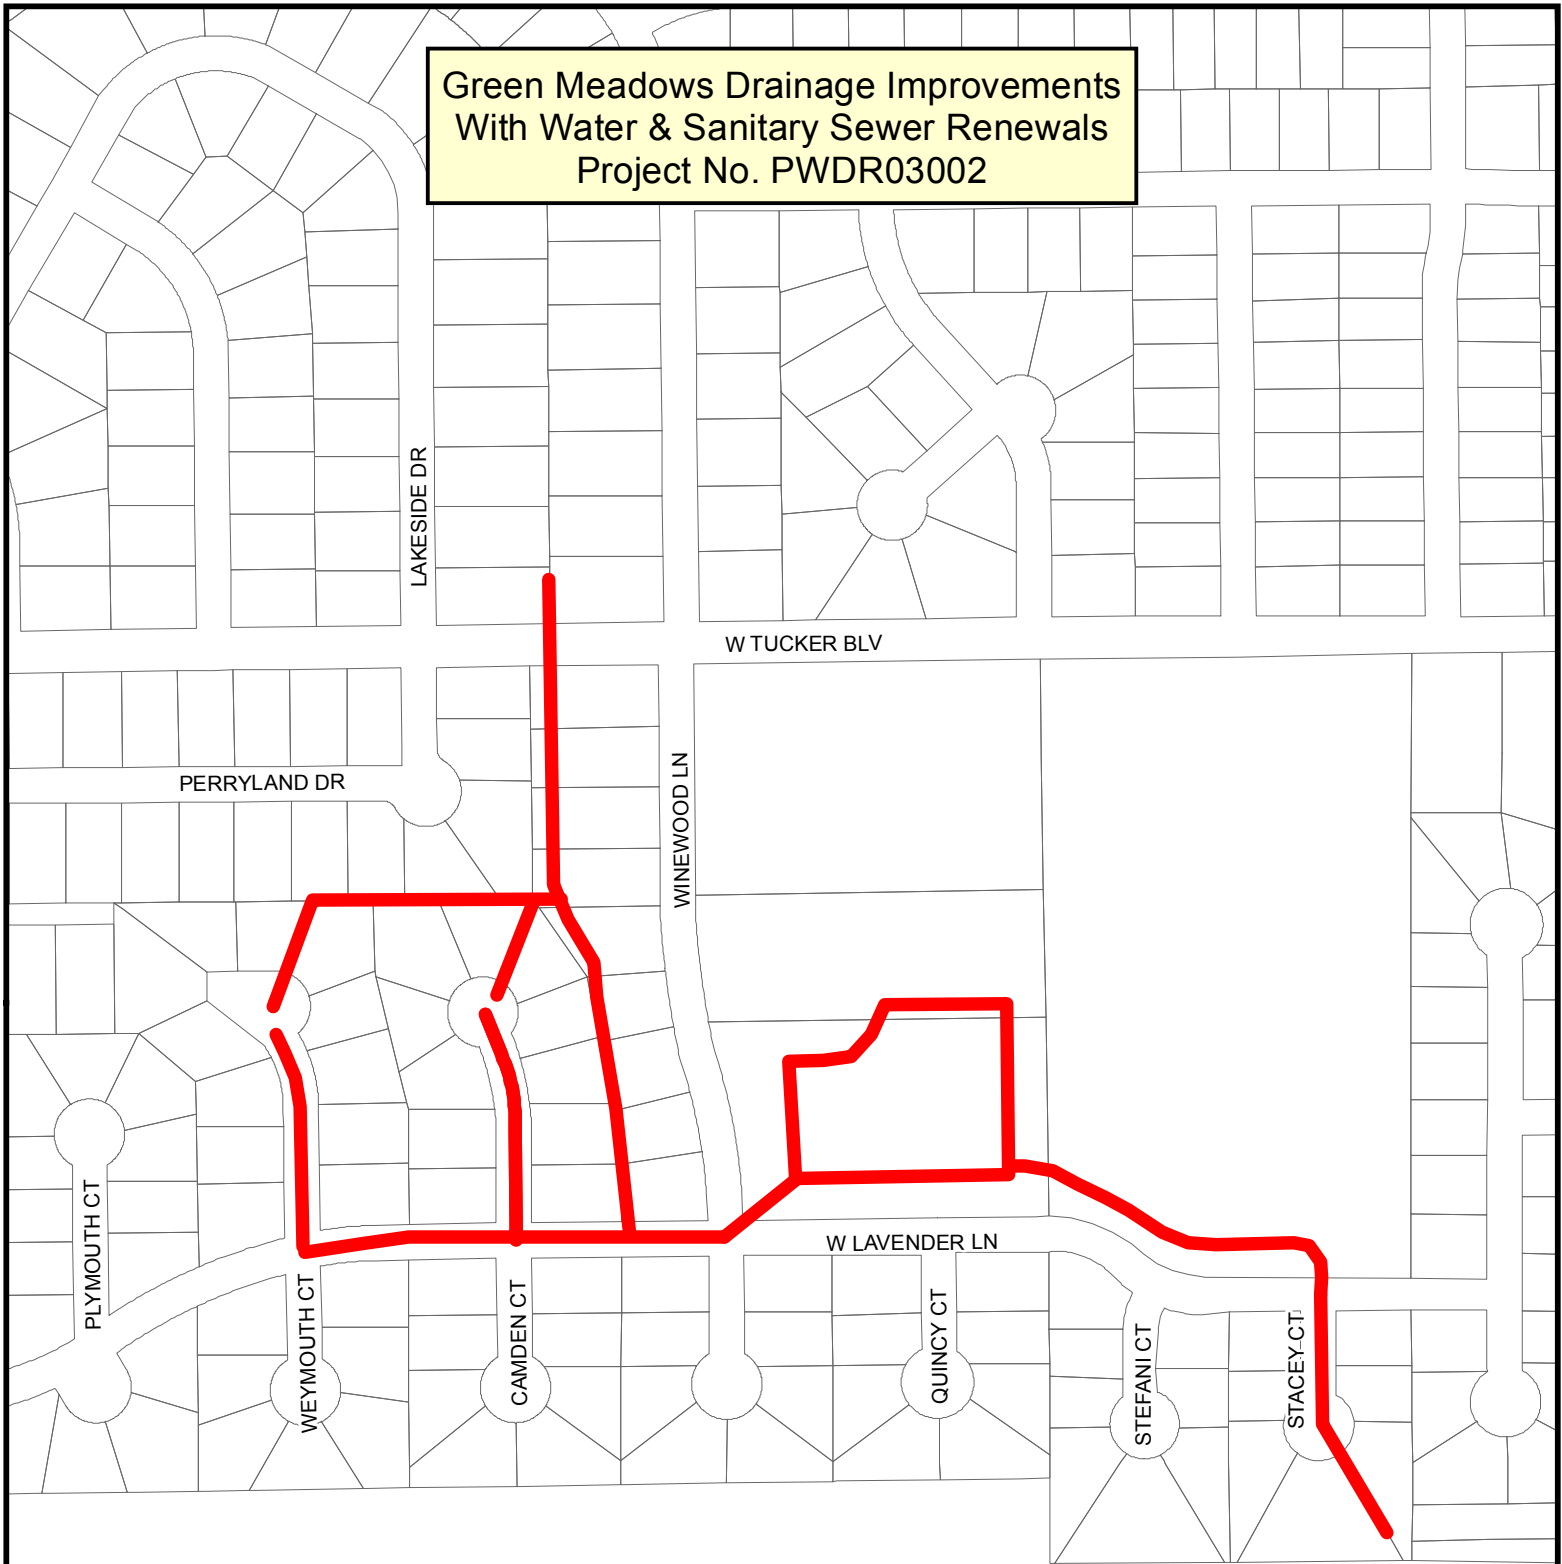 Green Meadows Drainage Improvements
With Water & Sanitary Sewer Renewals
Project No. PWDR03002
LAKESIDE DR
W TUCKER BLV
PERRYLAND DR
WINEWOOD LN
W LAVENDER LN
PLYMOUTH CT
WEYMOUTH CT
CAMDEN CT
QUINCY CT
STEFANI CT
STACEY CT